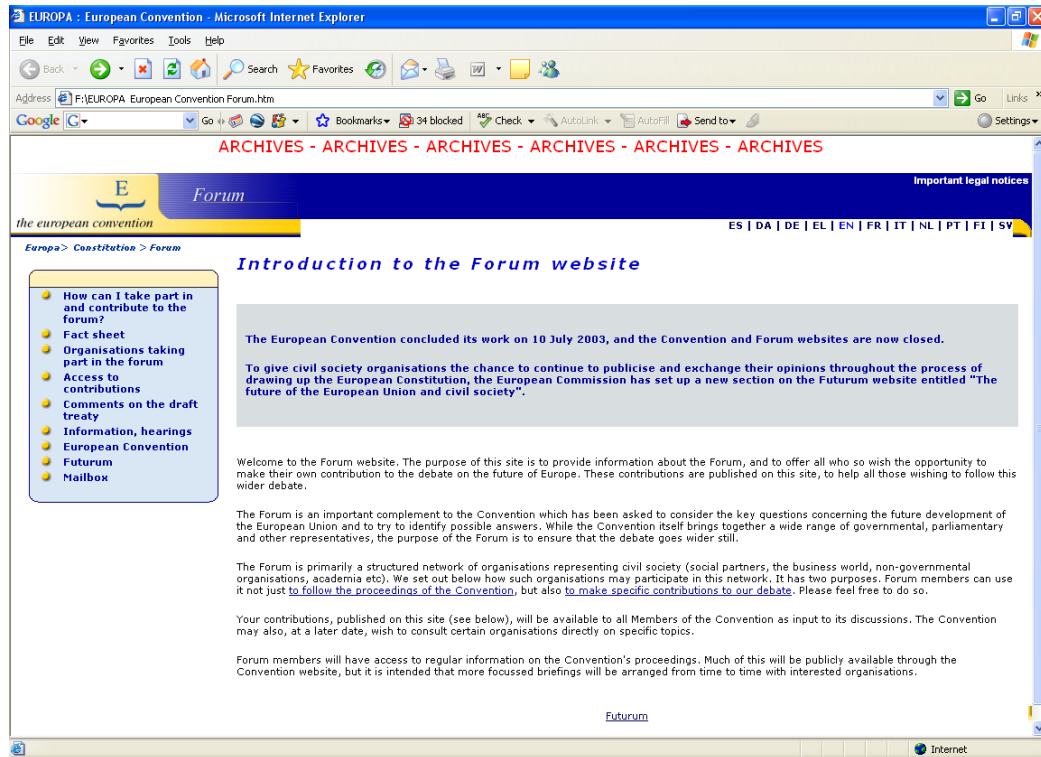 EUROPA : European Convention - Microsoft Internet Explorer
File Edit View Favorites Tools Help
Back Search Favorites
Address F:\EUROPA European Convention Forum.htm Go Links »
Google G Go Bookmarks 34 blocked ABC Check AutoLink AutoFill Send to Settings
ARCHIVES - ARCHIVES - ARCHIVES - ARCHIVES - ARCHIVES - ARCHIVES
Important legal notices
E
Forum
the european convention
ES | DA | DE | EL | EN | FR | IT | NL | PT | FI | SV
Europa> Constitution > Forum
Introduction to the Forum website
How can I take part in
and contribute to the
forum?
Fact sheet
Organisations taking
part in the forum
Access to
contributions
Comments on the draft
treaty
Information, hearings
European Convention
Futurum
Mailbox
The European Convention concluded its work on 10 July 2003, and the Convention and Forum websites are now closed.
To give civil society organisations the chance to continue to publicise and exchange their opinions throughout the process of
drawing up the European Constitution, the European Commission has set up a new section on the Futurum website entitled "The
future of the European Union and civil society".
Welcome to the Forum website. The purpose of this site is to provide information about the Forum, and to offer all who so wish the opportunity to
make their own contribution to the debate on the future of Europe. These contributions are published on this site, to help all those wishing to follow this
wider debate.
The Forum is an important complement to the Convention which has been asked to consider the key questions concerning the future development of
the European Union and to try to identify possible answers. While the Convention itself brings together a wide range of governmental, parliamentary
and other representatives, the purpose of the Forum is to ensure that the debate goes wider still.
The Forum is primarily a structured network of organisations representing civil society (social partners, the business world, non-governmental
organisations, academia etc). We set out below how such organisations may participate in this network. It has two purposes. Forum members can use
it not just to follow the proceedings of the Convention, but also to make specific contributions to our debate. Please feel free to do so.
Your contributions, published on this site (see below), will be available to all Members of the Convention as input to its discussions. The Convention
may also, at a later date, wish to consult certain organisations directly on specific topics.
Forum members will have access to regular information on the Convention's proceedings. Much of this will be publicly available through the
Convention website, but it is intended that more focussed briefings will be arranged from time to time with interested organisations.
Futurum
Internet